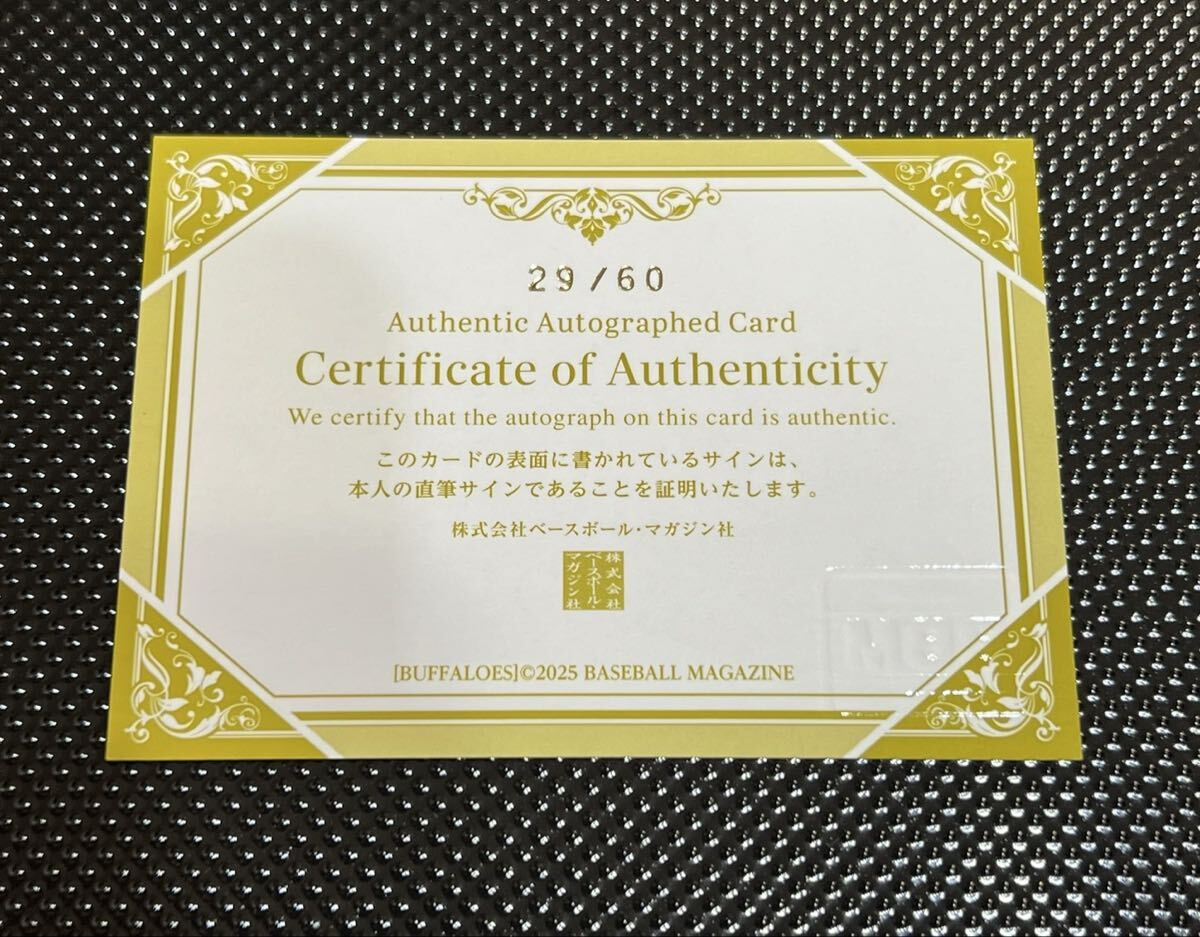 29/60
Authentic Autographed Card
Certificate of Authenticity
We certify that the autograph on this card is authentic.
このカードの表面に書かれているサインは、
本人の直筆サインであることを証明いたします。
株式会社ベースボール・マガジン社
株式会社
ベースボール・
マガジン社
BBM
[BUFFALOES]©2025 BASEBALL MAGAZINE